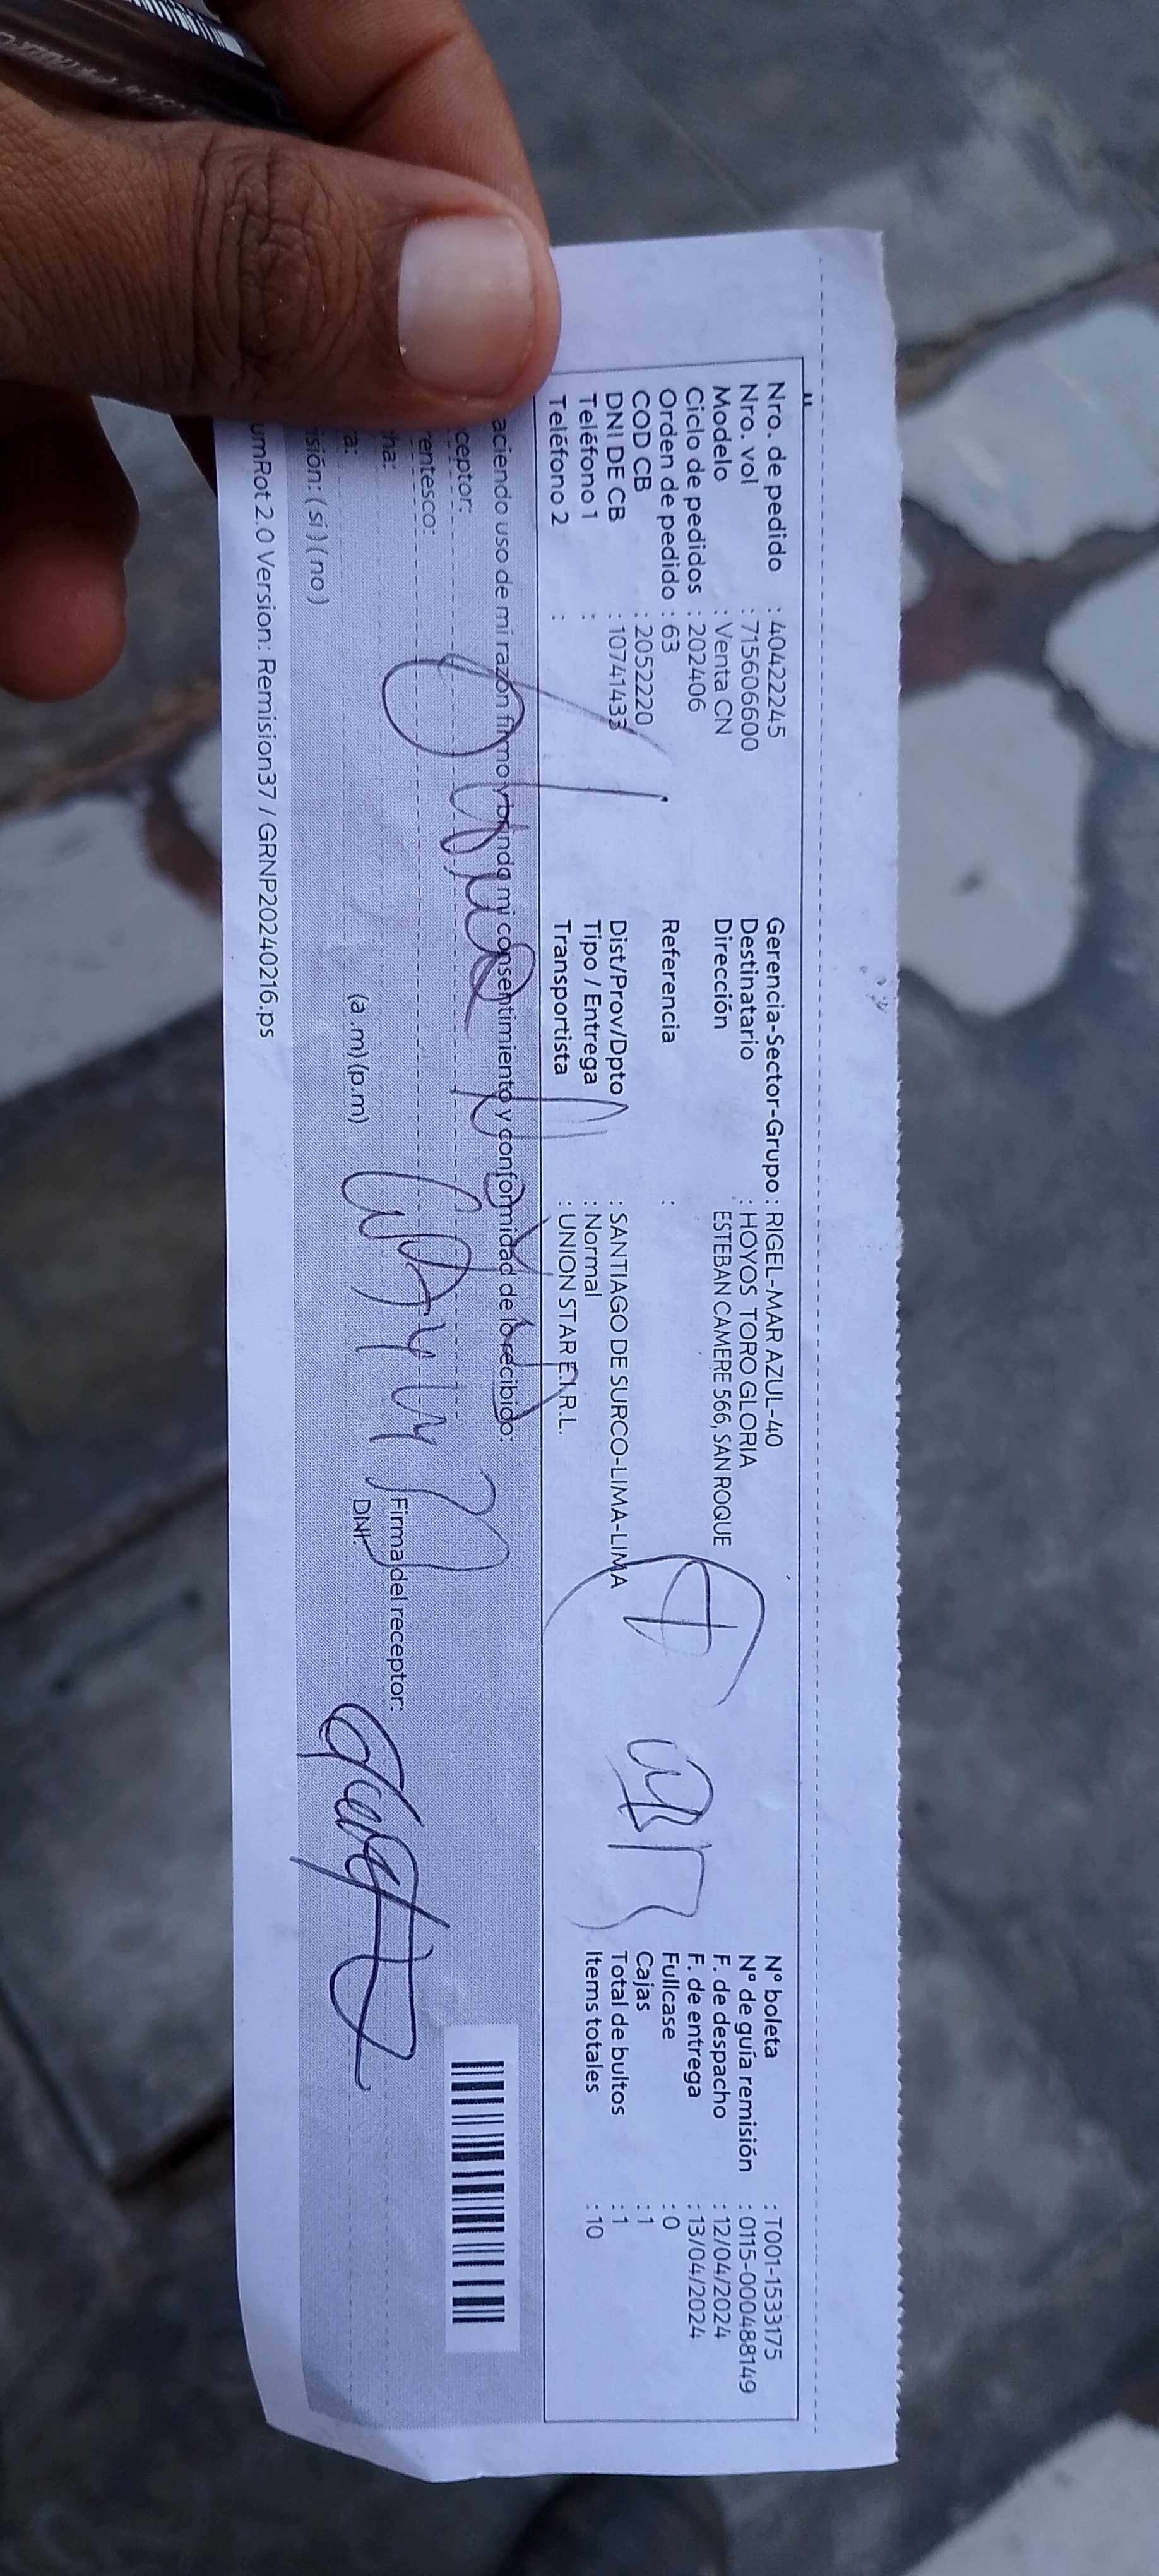 Nro. de pedido : 40422245
Nro. vol : 715606600
Modelo : Venta CN
Ciclo de pedidos : 202406
Orden de pedido : 63
COD CB : 2052220
DNI DE CB : 10741433
Teléfono 1 :
Teléfono 2 :
Gerencia-Sector-Grupo : RIGEL-MAR AZUL-40
Destinatario : HOYOS TORO GLORIA
Dirección ESTEBAN CAMERE 566, SAN ROQUE
Referencia :
Dist/Prov/Dpto : SANTIAGO DE SURCO-LIMA-LIMA
Tipo / Entrega : Normal
Transportista : UNION STAR E.I.R.L.
N° boleta : T001-1533175
N° de guía remisión : 0115-000488149
F. de despacho : 12/04/2024
F. de entrega : 13/04/2024
Fullcase : 0
Cajas : 1
Total de bultos : 1
Items totales : 10
aciendo uso de mi razón firmo y brindo mi consentimiento y conformidad de lo recibido:
ceptor:
rentesco:
ha:
ra: (a .m) (p.m)
isión: ( si ) ( no )
Firma del receptor:
DNI:
umRot 2.0 Version: Remision37 / GRNP20240216.ps